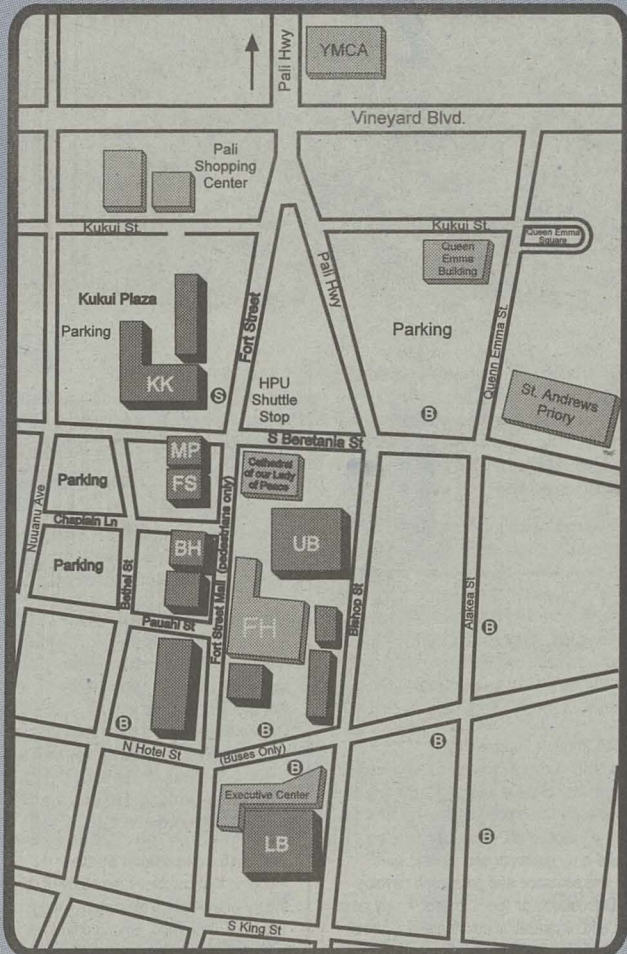 YMCA
Pali Hwy
Vineyard Blvd.
Pali
Shopping
Center
Kukui St.
Kukui St.
Queen Emma
Square
Queen
Emma
Building
Pali Hwy
Kukui Plaza
Parking
Fort Street
Parking
Quenn Emma St.
KK
S
HPU
Shuttle
Stop
B
St. Andrews
Priory
S Beretania St
MP
FS
Cathedral
of our Lady
of Peace
Parking
Nuuanu Ave
Chaplain Ln
Fort Street Mall (pedestrians only)
UB
BH
Parking
Bethel St
Bishop St
Alakea St
Pauahi St
FH
B
B
B
B
N Hotel St
(Buses Only)
B
Executive Center
LB
B
S King St